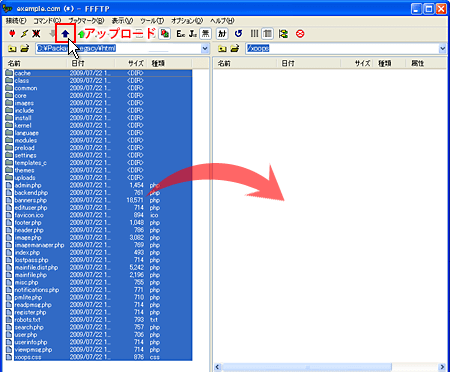 example.com (*) - FFFTP
接続(F) コマンド(C) ブックマーク(B) 表示(V) ツール(T) オプション(O) ヘルプ(H)
アップロード
/xoops
名前 日付 サイズ 種類 名前 日付 サイズ 種類 属性
cache 2009/07/22 1... <DIR>
class 2009/07/22 1... <DIR>
common 2009/07/22 1... <DIR>
core 2009/07/22 1... <DIR>
images 2009/07/22 1... <DIR>
include 2009/07/22 1... <DIR>
install 2009/07/22 1... <DIR>
kernel 2009/07/22 1... <DIR>
language 2009/07/22 1... <DIR>
modules 2009/07/22 1... <DIR>
preload 2009/07/22 1... <DIR>
settings 2009/07/22 1... <DIR>
templates_c 2009/07/22 1... <DIR>
themes 2009/07/22 1... <DIR>
uploads 2009/07/22 1... <DIR>
admin.php 2009/07/22 1... 1,454 php
backend.php 2009/07/22 1... 761 php
banners.php 2009/07/22 1... 18,571 php
edituser.php 2009/07/22 1... 714 php
favicon.ico 2009/07/22 1... 894 ico
footer.php 2009/07/22 1... 1,048 php
header.php 2009/07/22 1... 786 php
image.php 2009/07/22 1... 3,082 php
imagemanager.php 2009/07/22 1... 769 php
index.php 2009/07/22 1... 493 php
lostpass.php 2009/07/22 1... 714 php
mainfile.dist.php 2009/07/22 1... 5,242 php
mainfile.php 2009/07/22 1... 2,196 php
misc.php 2009/07/22 1... 755 php
notifications.php 2009/07/22 1... 771 php
pmlite.php 2009/07/22 1... 710 php
readpmsg.php 2009/07/22 1... 714 php
register.php 2009/07/22 1... 714 php
robots.txt 2009/07/22 1... 793 txt
search.php 2009/07/22 1... 757 php
user.php 2009/07/22 1... 706 php
userinfo.php 2009/07/22 1... 714 php
viewpmsg.php 2009/07/22 1... 714 php
xoops.css 2009/07/22 1... 876 css